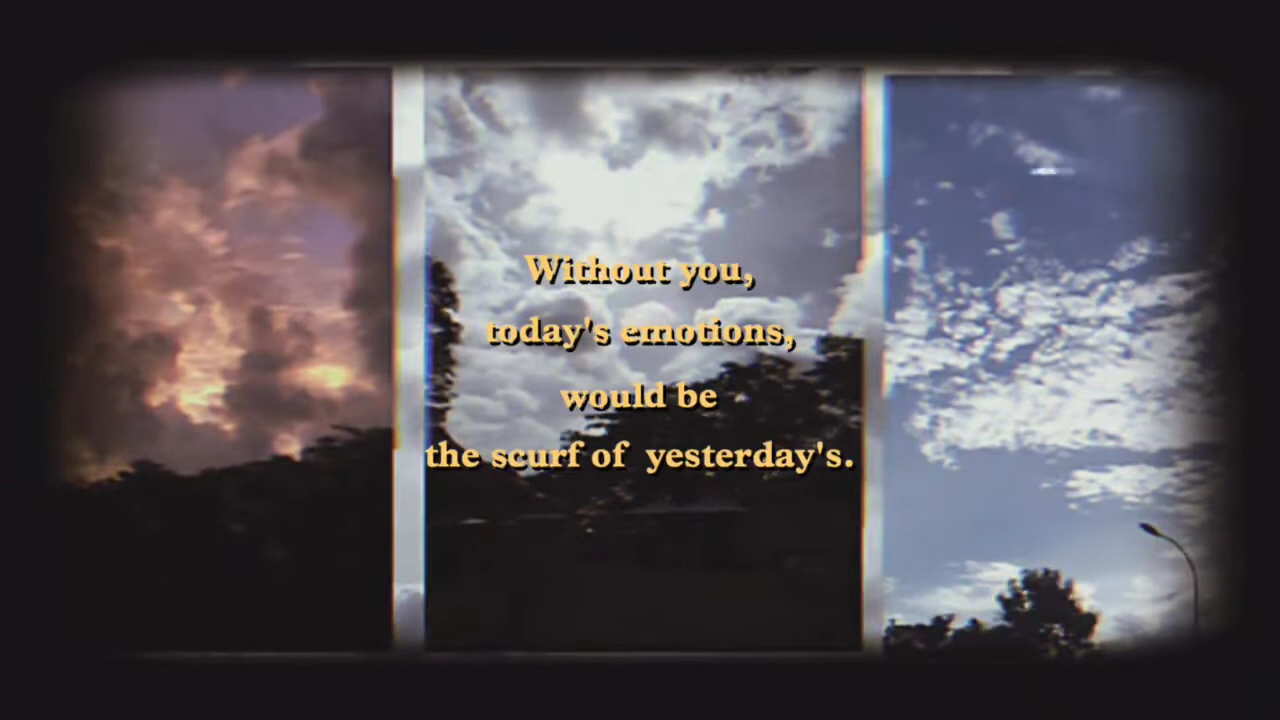 Without you,
today's emotions,
would be
the scurf of yesterday's.